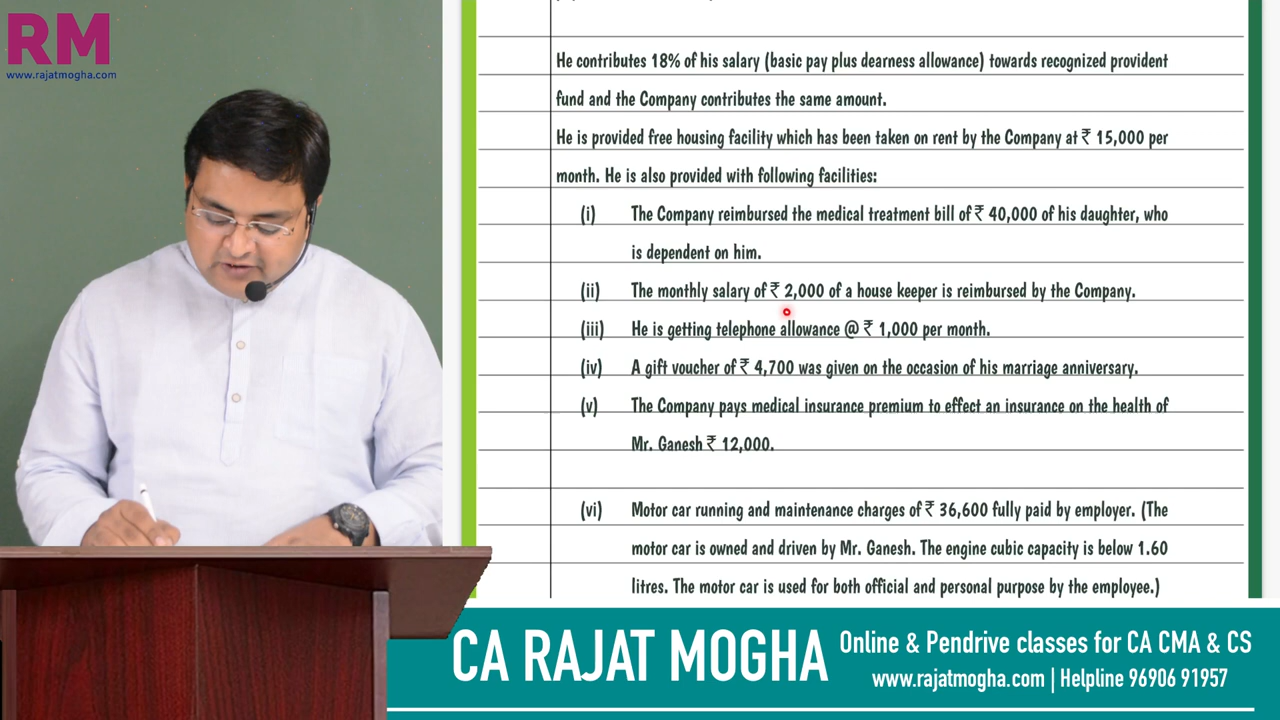 RM
www.rajatmogha.com
He contributes 18% of his salary (basic pay plus dearness allowance) towards recognized provident
fund and the Company contributes the same amount.
He is provided free housing facility which has been taken on rent by the Company at ₹ 15,000 per
month. He is also provided with following facilities:
(i) The Company reimbursed the medical treatment bill of ₹ 40,000 of his daughter, who
is dependent on him.
(ii) The monthly salary of ₹ 2,000 of a house keeper is reimbursed by the Company.
(iii) He is getting telephone allowance @ ₹ 1,000 per month.
(iv) A gift voucher of ₹ 4,700 was given on the occasion of his marriage anniversary.
(v) The Company pays medical insurance premium to effect an insurance on the health of
Mr. Ganesh ₹ 12,000.
(vi) Motor car running and maintenance charges of ₹ 36,600 fully paid by employer. (The
motor car is owned and driven by Mr. Ganesh. The engine cubic capacity is below 1.60
litres. The motor car is used for both official and personal purpose by the employee.)
CA RAJAT MOGHA
Online & Pendrive classes for CA CMA & CS
www.rajatmogha.com | Helpline 96906 91957